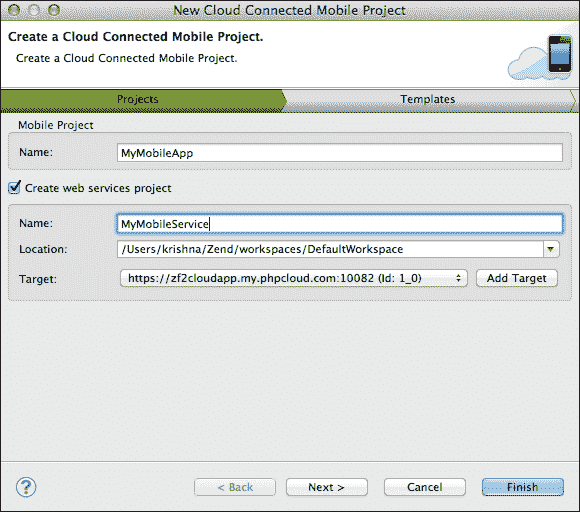 New Cloud Connected Mobile Project
Create a Cloud Connected Mobile Project.
Create a Cloud Connected Mobile Project.
Projects
Templates
Mobile Project
Name: MyMobileApp
Create web services project
Name: MyMobileService
Location: /Users/krishna/Zend/workspaces/DefaultWorkspace
Target: https://zf2cloudapp.my.phpcloud.com:10082 (Id: 1_0) Add Target
? < Back Next > Cancel Finish